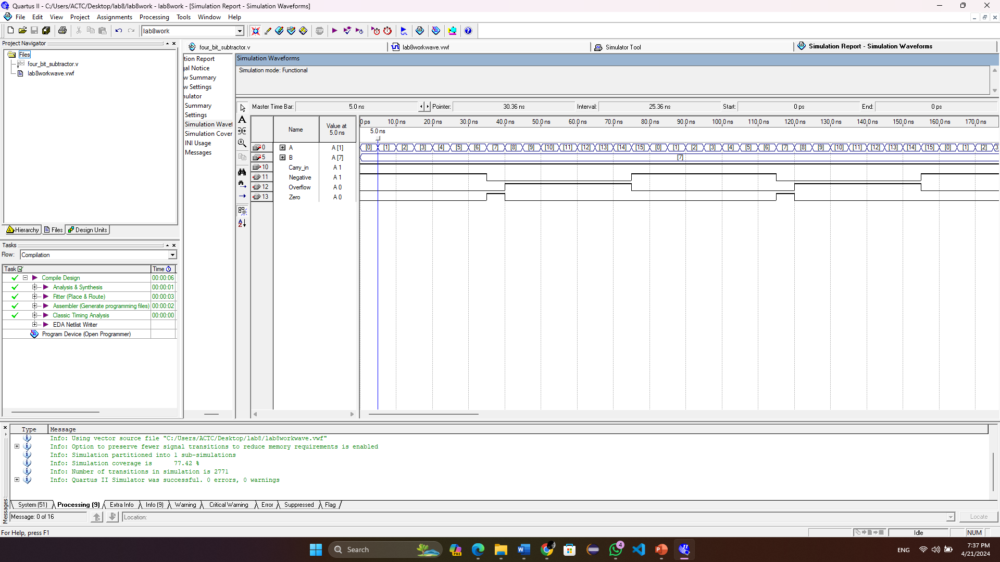 Quartus II - C:/Users/ACTC/Desktop/lab8/lab8work - lab8work - [Simulation Report - Simulation Waveforms]
File Edit View Project Assignments Processing Tools Window Help
lab8work
Project Navigator
Files
four_bit_subtractor.v
lab8workwave.vwf
Hierarchy Files Design Units
Tasks
Flow: Compilation
Task Time
Compile Design 00:00:06
Analysis & Synthesis 00:00:01
Fitter (Place & Route) 00:00:03
Assembler (Generate programming files) 00:00:02
Classic Timing Analysis 00:00:00
EDA Netlist Writer
Program Device (Open Programmer)
four_bit_subtractor.v lab8workwave.vwf Simulator Tool Simulation Report - Simulation Waveforms
tion Report
gal Notice
w Summary
w Settings
nulator
Summary
Settings
Simulation Wavef
Simulation Cover
INI Usage
Messages
Simulation Waveforms
Simulation mode: Functional
Master Time Bar: 5.0 ns Pointer: 30.36 ns Interval: 25.36 ns Start: 0 ps End: 0 ps
Name Value at 5.0 ns
0 ps 10.0 ns 20.0 ns 30.0 ns 40.0 ns 50.0 ns 60.0 ns 70.0 ns 80.0 ns 90.0 ns 100.0 ns 110.0 ns 120.0 ns 130.0 ns 140.0 ns 150.0 ns 160.0 ns 170.0 ns
5.0 ns
0 A A [1] [0] [1] [2] [3] [4] [5] [6] [7] [8] [9] [10] [11] [12] [13] [14] [15] [0] [1] [2] [3] [4] [5] [6] [7] [8] [9] [10] [11] [12] [13] [14] [15] [0] [1] [2] [3
5 B A [7] [7]
10 Carry_in A 1
11 Negative A 1
12 Overflow A 0
13 Zero A 0
Type Message
Info: Using vector source file "C:/Users/ACTC/Desktop/lab8/lab8workwave.vwf"
Info: Option to preserve fewer signal transitions to reduce memory requirements is enabled
Info: Simulation partitioned into 1 sub-simulations
Info: Simulation coverage is 77.42 %
Info: Number of transitions in simulation is 2771
Info: Quartus II Simulator was successful. 0 errors, 0 warnings
System (51) Processing (9) Extra Info Info (9) Warning Critical Warning Error Suppressed Flag
Messages
Message: 0 of 16 Location: Locate
For Help, press F1 Idle NUM
Search PRE 4 ENG 7:37 PM
4/21/2024